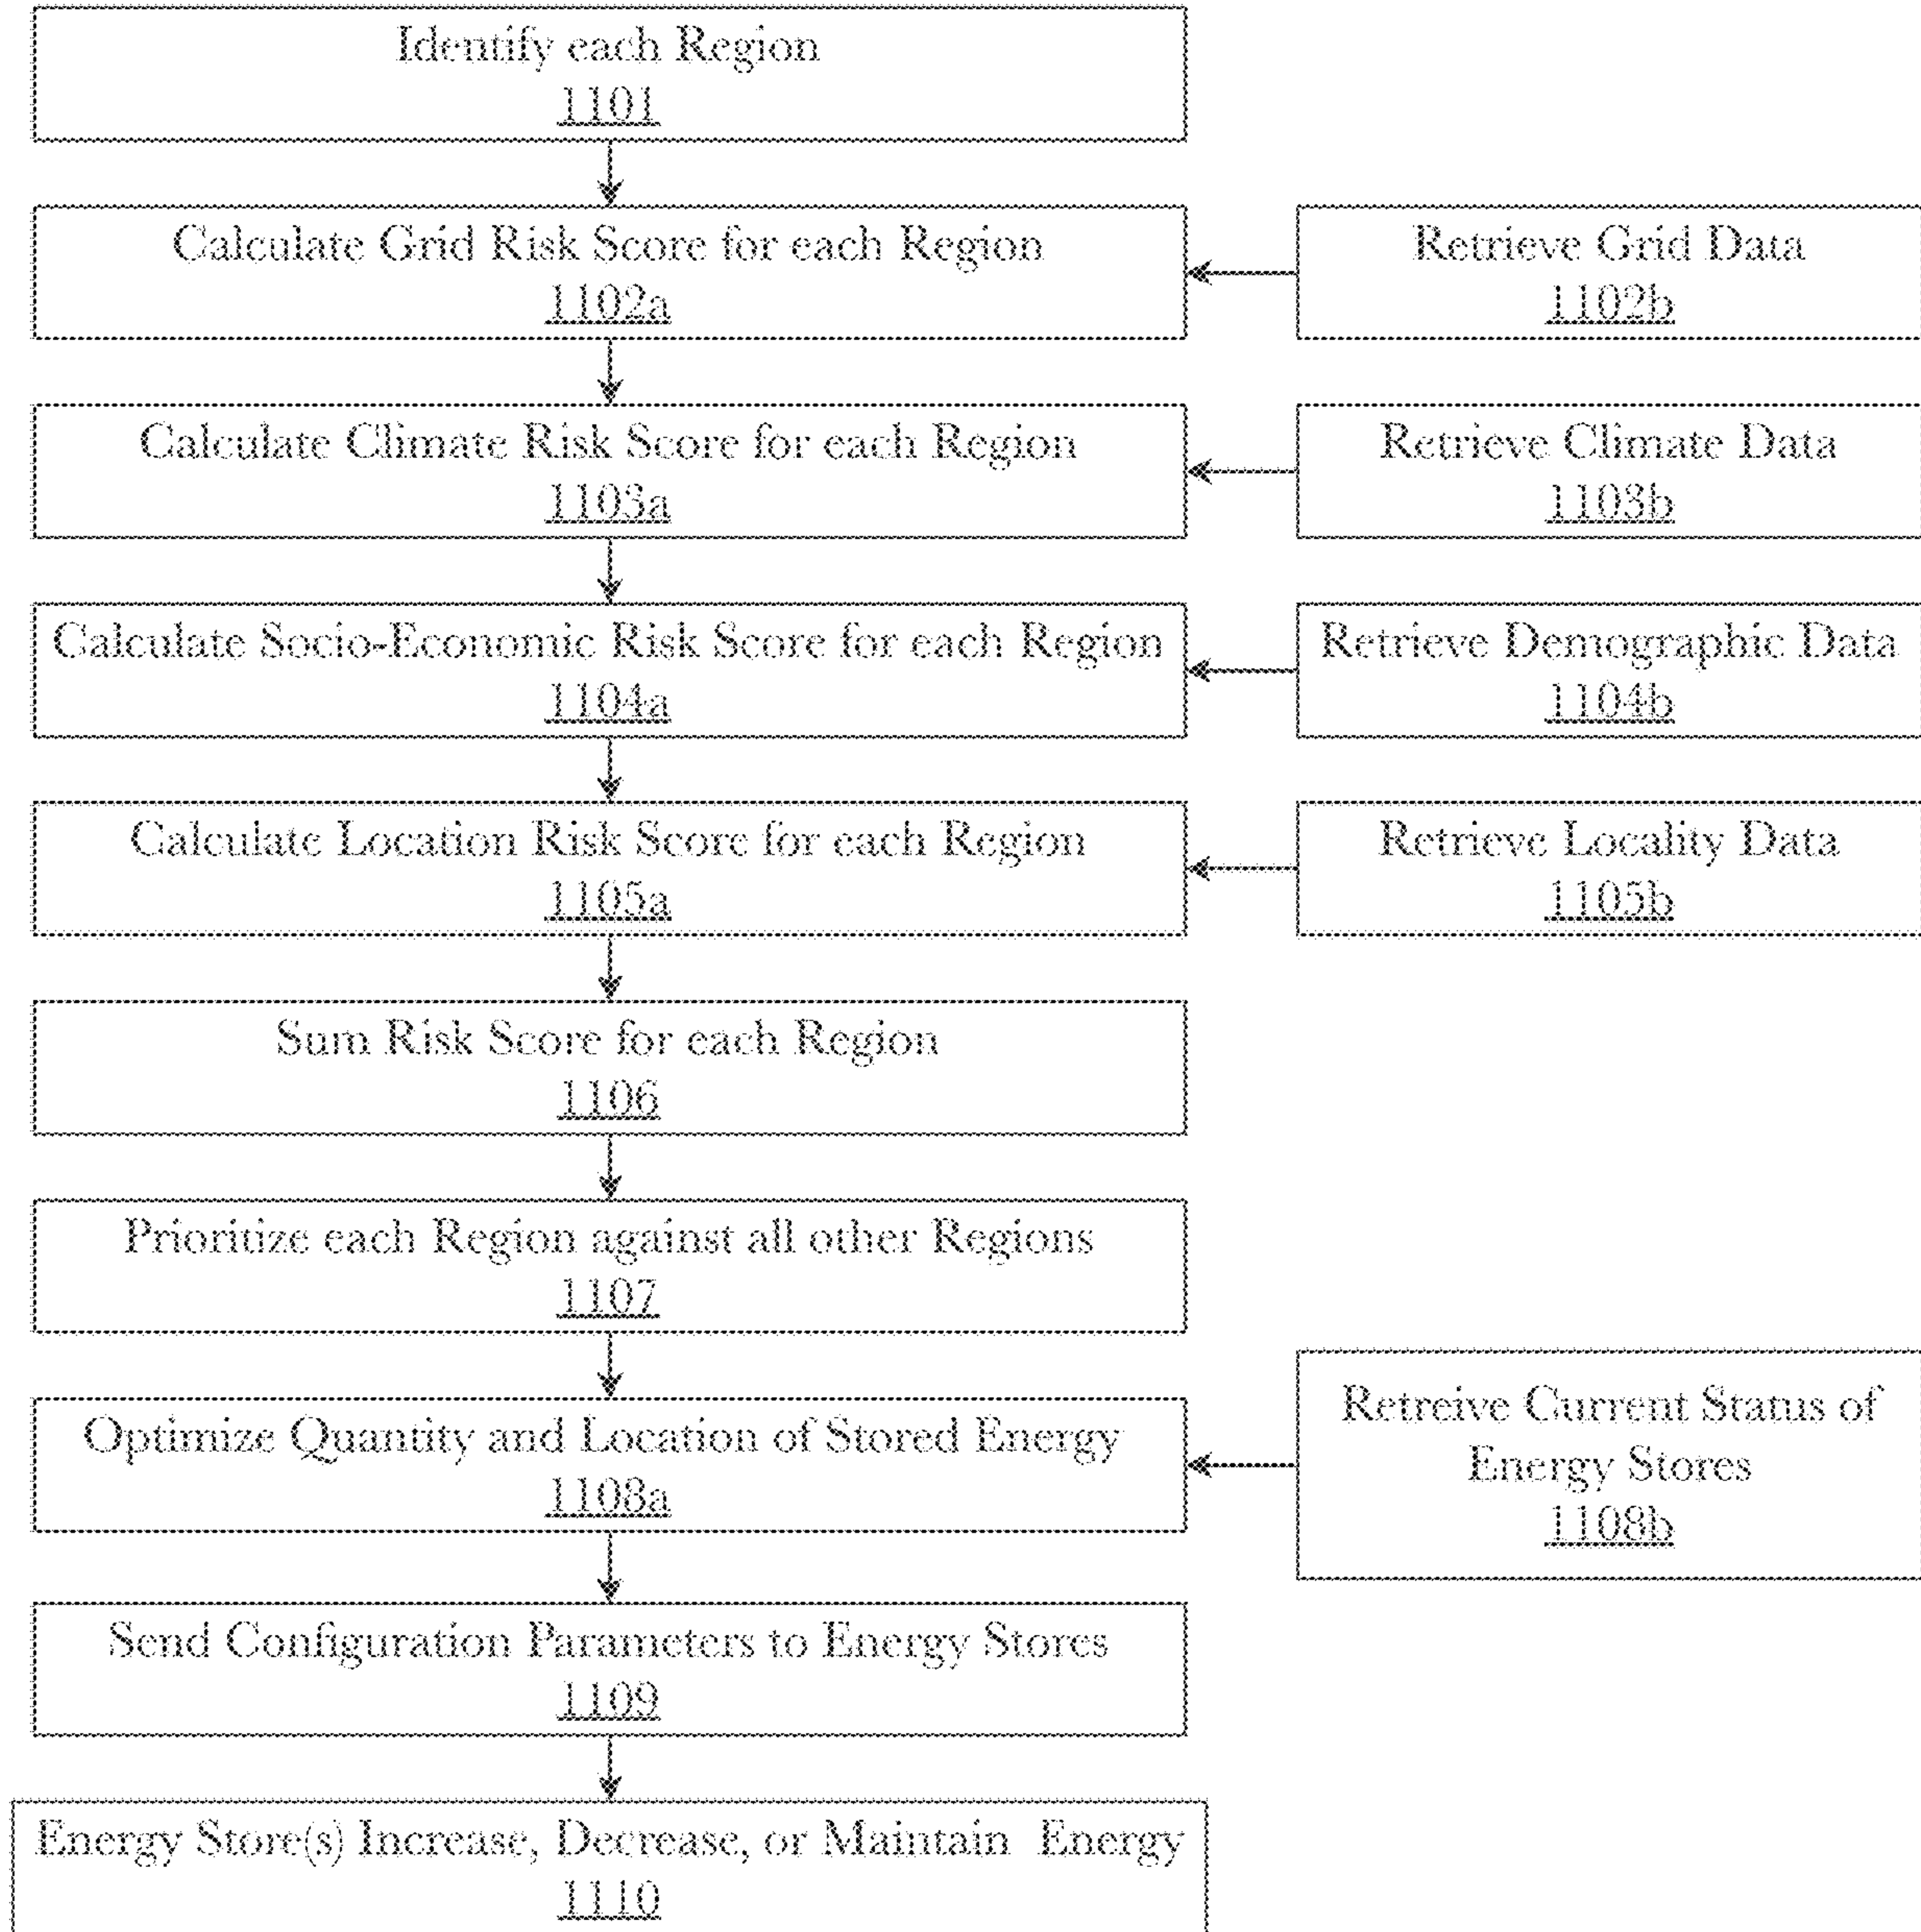 Identify each Region
1101
Calculate Grid Risk Score for each Region
1102a
Retrieve Grid Data
1102b
Calculate Climate Risk Score for each Region
1103a
Retrieve Climate Data
1103b
Calculate Socio-Economic Risk Score for each Region
1104a
Retrieve Demographic Data
1104b
Calculate Location Risk Score for each Region
1105a
Retrieve Locality Data
1105b
Sum Risk Score for each Region
1106
Prioritize each Region against all other Regions
1107
Optimize Quantity and Location of Stored Energy
1108a
Retreive Current Status of
Energy Stores
1108b
Send Configuration Parameters to Energy Stores
1109
Energy Store(s) Increase, Decrease, or Maintain Energy
1110